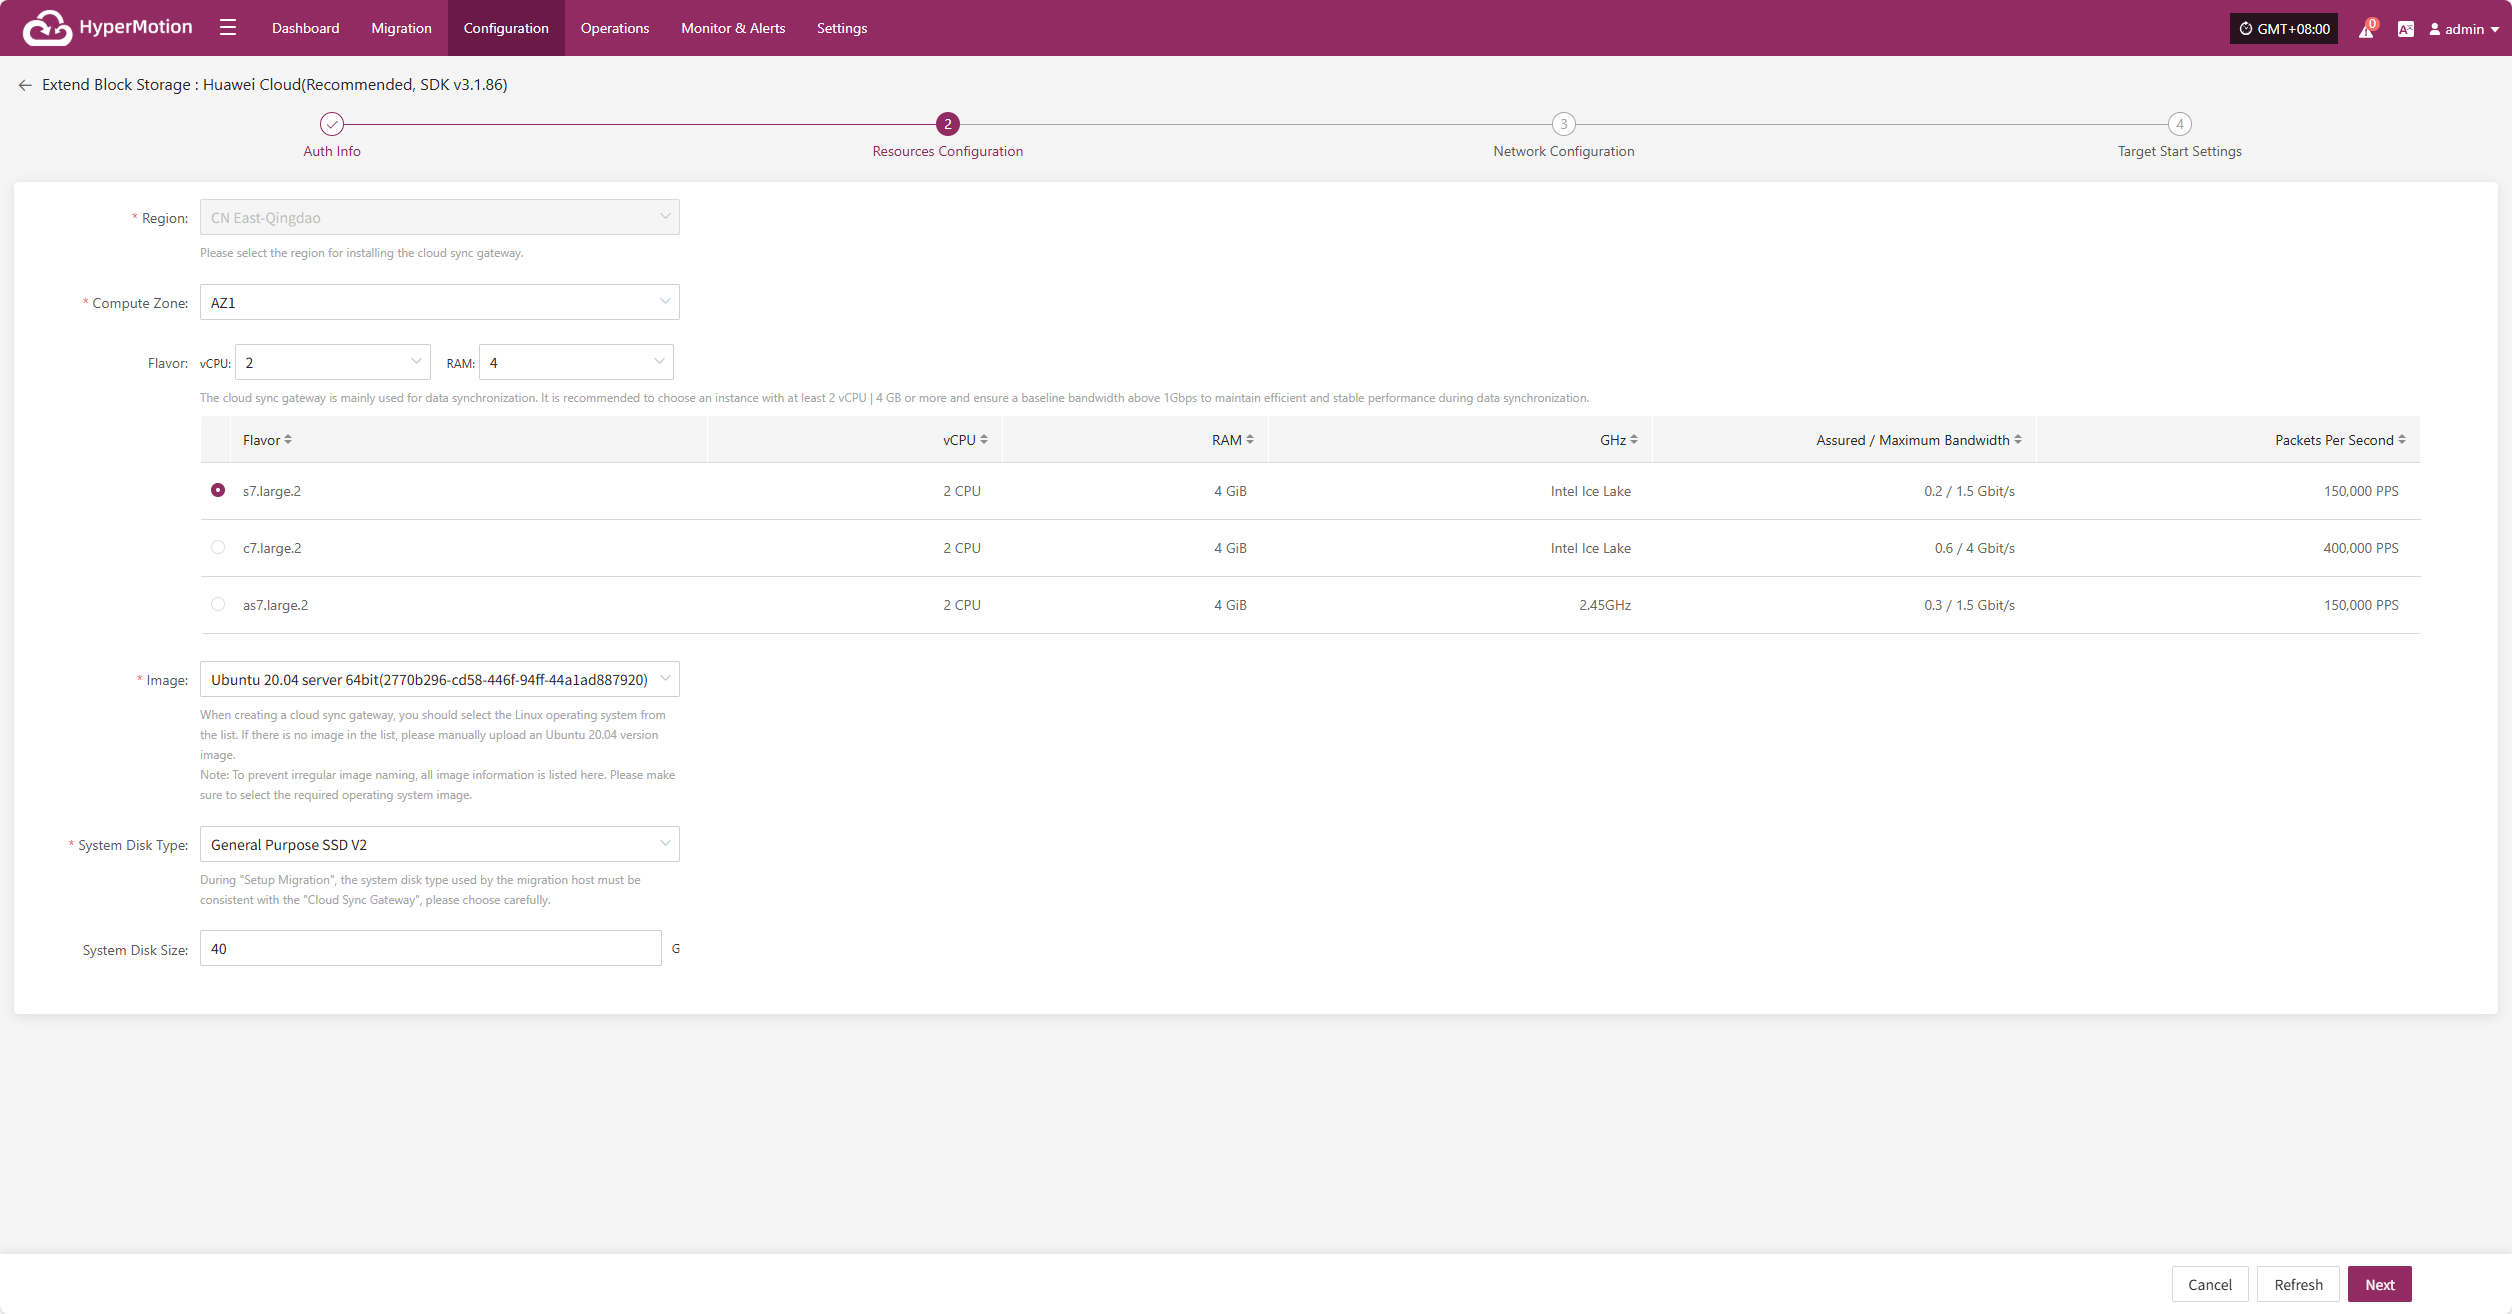 HyperMotion
Dashboard
Migration
Configuration
Operations
Monitor & Alerts
Settings
GMT+08:00
0
admin
Extend Block Storage : Huawei Cloud(Recommended, SDK v3.1.86)
2
3
4
Auth Info
Resources Configuration
Network Configuration
Target Start Settings
* Region:
CN East-Qingdao
Please select the region for installing the cloud sync gateway.
* Compute Zone:
AZ1
Flavor:
vCPU:
2
RAM:
4
The cloud sync gateway is mainly used for data synchronization. It is recommended to choose an instance with at least 2 vCPU | 4 GB or more and ensure a baseline bandwidth above 1Gbps to maintain efficient and stable performance during data synchronization.
Flavor vCPU RAM GHz Assured / Maximum Bandwidth Packets Per Second
s7.large.2 2 CPU 4 GiB Intel Ice Lake 0.2 / 1.5 Gbit/s 150,000 PPS
c7.large.2 2 CPU 4 GiB Intel Ice Lake 0.6 / 4 Gbit/s 400,000 PPS
as7.large.2 2 CPU 4 GiB 2.45GHz 0.3 / 1.5 Gbit/s 150,000 PPS
* Image:
Ubuntu 20.04 server 64bit(2770b296-cd58-446f-94ff-44a1ad887920)
When creating a cloud sync gateway, you should select the Linux operating system from
the list. If there is no image in the list, please manually upload an Ubuntu 20.04 version
image.
Note: To prevent irregular image naming, all image information is listed here. Please make
sure to select the required operating system image.
* System Disk Type:
General Purpose SSD V2
During "Setup Migration", the system disk type used by the migration host must be
consistent with the "Cloud Sync Gateway", please choose carefully.
System Disk Size:
40
G
Cancel
Refresh
Next